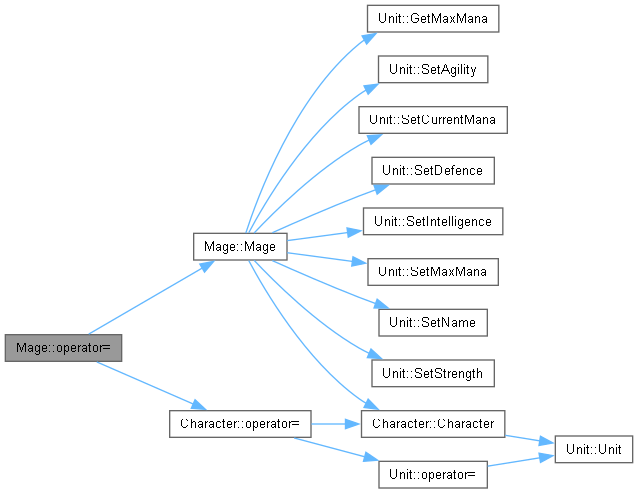 Unit::GetMaxMana
Unit::SetAgility
Unit::SetCurrentMana
Unit::SetDefence
Unit::SetIntelligence
Mage::Mage
Unit::SetMaxMana
Unit::SetName
Mage::operator=
Unit::SetStrength
Character::operator=
Character::Character
Unit::Unit
Unit::operator=